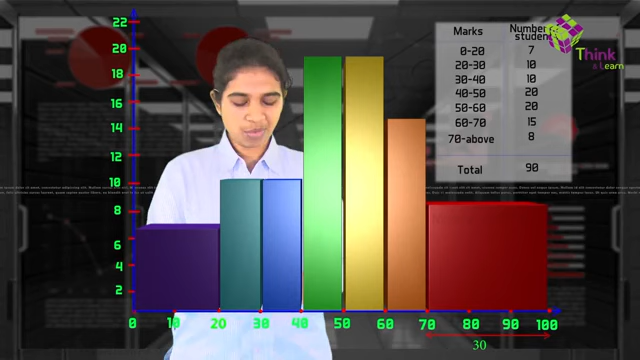 Marks Number
student
0-20 7
20-30 10
30-40 10
40-50 20
50-60 20
60-70 15
70-above 8
Total 90
Think
& Learn
22
20
18
16
14
12
10
8
6
4
2
0 10 20 30 40 50 60 70 80 90 100
30